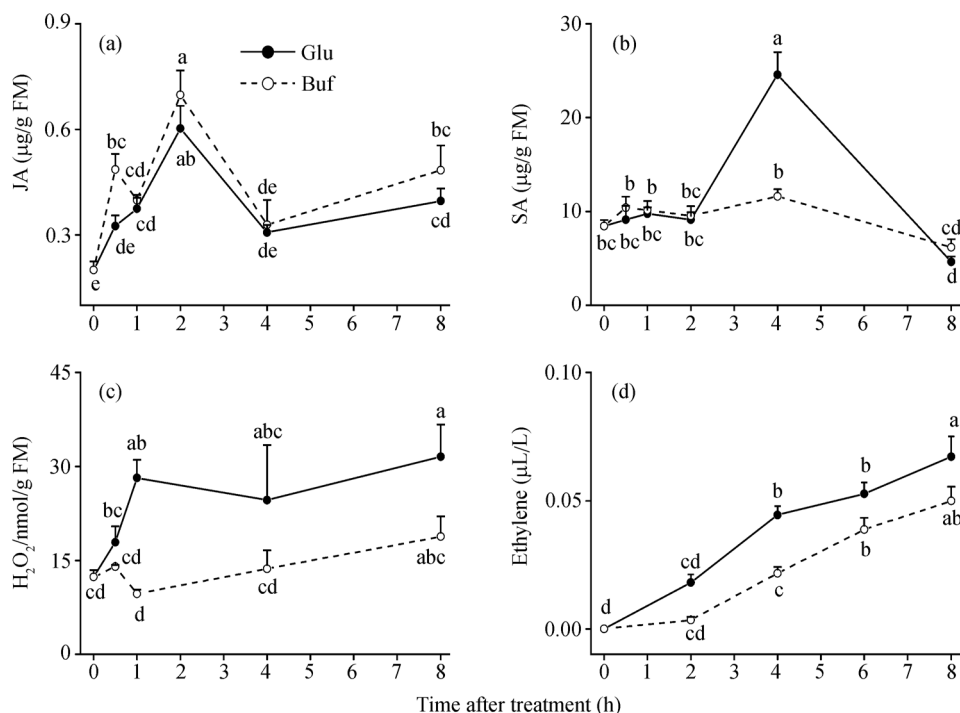 (a)
Glu
Buf
JA (µg/g FM)
0.9
0.6
0.3
e
bc
de
cd
cd
a
ab
de
de
bc
cd
0 1 2 3 4 5 6 7 8
(b)
SA (µg/g FM)
30
20
10
0
bc
b
bc
b
bc
bc
bc
a
b
cd
d
0 1 2 3 4 5 6 7 8
(c)
H₂O₂/nmol/g FM)
45
30
15
0
cd
bc
cd
ab
d
abc
cd
a
abc
0 1 2 3 4 5 6 7 8
(d)
Ethylene (µL/L)
0.10
0.05
0.00
d
cd
cd
b
c
b
b
a
ab
0 1 2 3 4 5 6 7 8
Time after treatment (h)